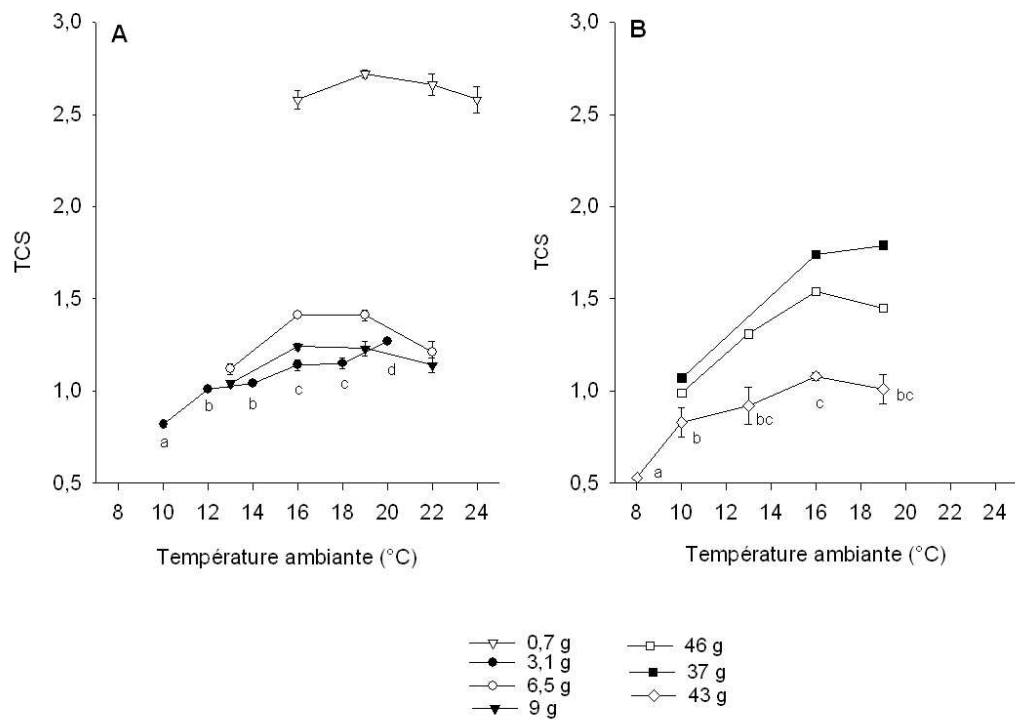 A
3,0
2,5
2,0
1,5
1,0
0,5
TCS
a
b
b
c
c
d
8 10 12 14 16 18 20 22 24
Température ambiante (°C)
B
3,0
2,5
2,0
1,5
1,0
0,5
TCS
a
b
bc
c
bc
8 10 12 14 16 18 20 22 24
Température ambiante (°C)
0,7 g
3,1 g
6,5 g
9 g
46 g
37 g
43 g